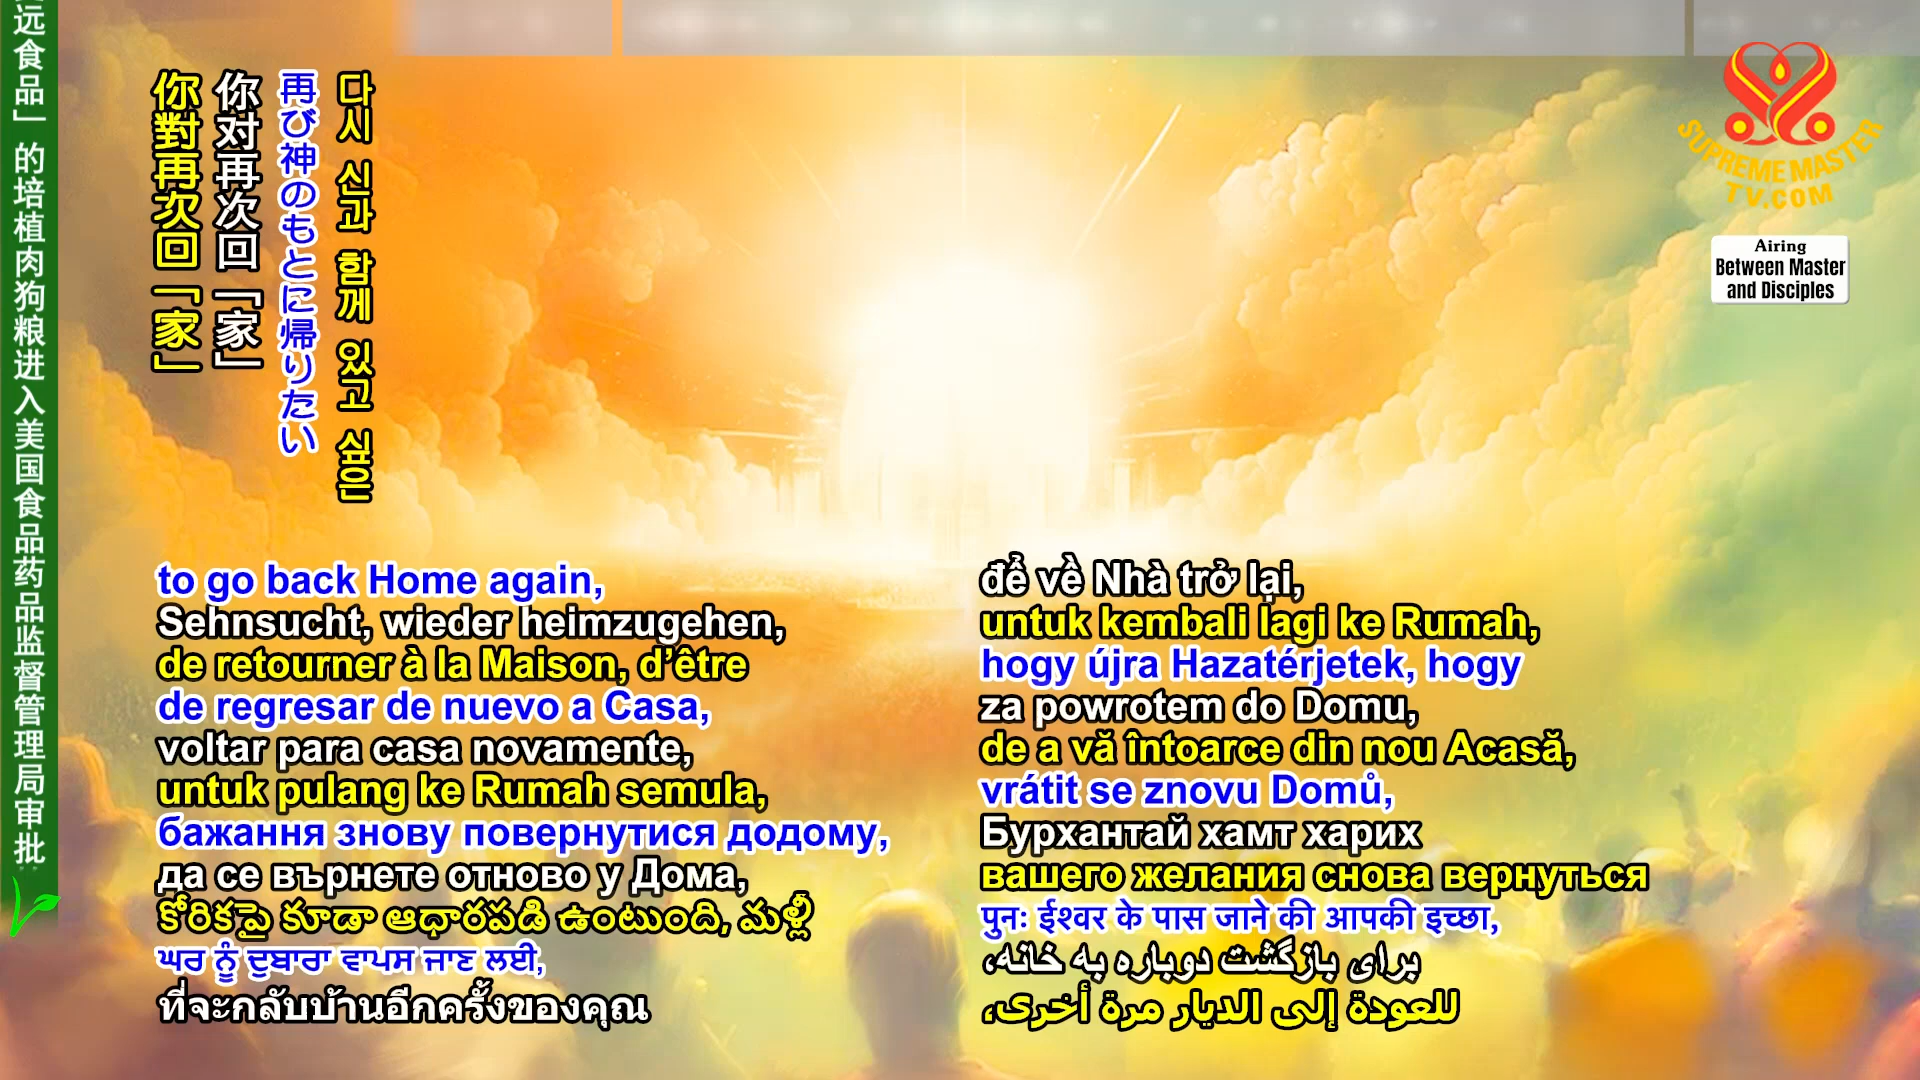 远食品」的培植肉狗粮进入美国食品药品监督管理局审批
你對再次回「家」
你对再次回「家」
再び神のもとに帰りたい
다시 신과 함께 있고 싶은
SUPREME MASTER
TV.COM
Airing
Between Master
and Disciples
to go back Home again,
Sehnsucht, wieder heimzugehen,
de retourner à la Maison, d’être
de regresar de nuevo a Casa,
voltar para casa novamente,
untuk pulang ke Rumah semula,
бажання знову повернутися додому,
да се върнете отново у Дома,
కోరికపై కూడా ఆధారపడి ఉంటుంది, మళ్లీ
ਘਰ ਨੂੰ ਦੁਬਾਰਾ ਵਾਪਸ ਜਾਣ ਲਈ,
ที่จะกลับบ้านอีกครั้งของคุณ
để về Nhà trở lại,
untuk kembali lagi ke Rumah,
hogy újra Hazatérjetek, hogy
za powrotem do Domu,
de a vă întoarce din nou Acasă,
vrátit se znovu Domů,
Бурхантай хамт харих
вашего желания снова вернуться
पुनः ईश्वर के पास जाने की आपकी इच्छा,
برای بازگشت دوباره به خانه،
للعودة إلى الديار مرة أخرى،